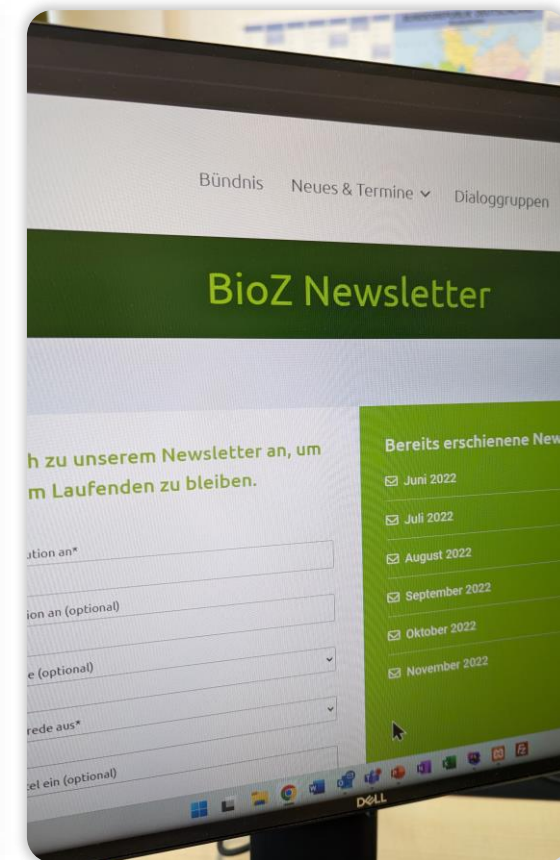 Bündnis
Neues & Termine
Dialoggruppen
BioZ Newsletter
h zu unserem Newsletter an, um
m Laufenden zu bleiben.
ution an*
ion an (optional)
e (optional)
rede aus*
el ein (optional)
Bereits erschienene New
Juni 2022
Juli 2022
August 2022
September 2022
Oktober 2022
November 2022
DELL